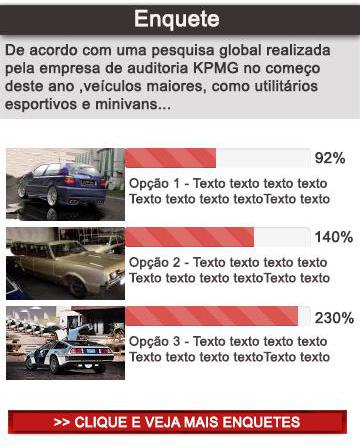 Enquete
De acordo com uma pesquisa global realizada
pela empresa de auditoria KPMG no começo
deste ano ,veículos maiores, como utilitários
esportivos e minivans...
92%
Opção 1 - Texto texto texto texto
Texto texto texto textoTexto texto
140%
Opção 2 - Texto texto texto texto
Texto texto texto textoTexto texto
230%
Opção 3 - Texto texto texto texto
Texto texto texto textoTexto texto
>> CLIQUE E VEJA MAIS ENQUETES